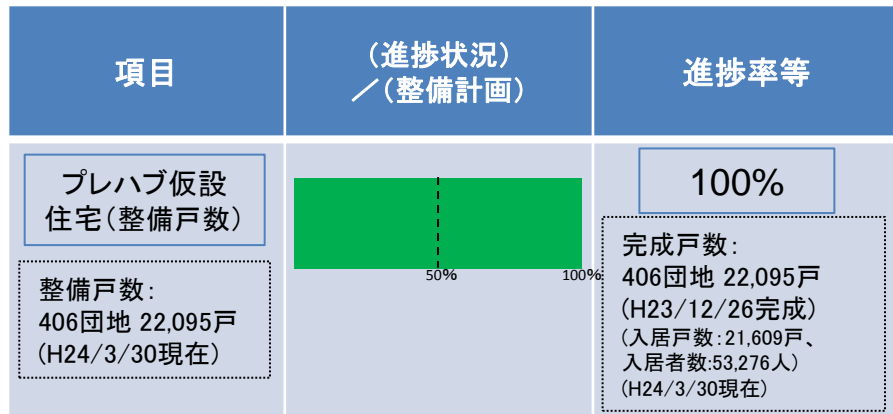 項目
（進捗状況）
／（整備計画）
進捗率等
プレハブ仮設
住宅（整備戸数）
整備戸数：
406団地 22,095戸
（H24/3/30現在）
50%
100%
100%
完成戸数：
406団地 22,095戸
（H23/12/26完成）
（入居戸数：21,609戸、
入居者数:53,276人）
（H24/3/30現在）